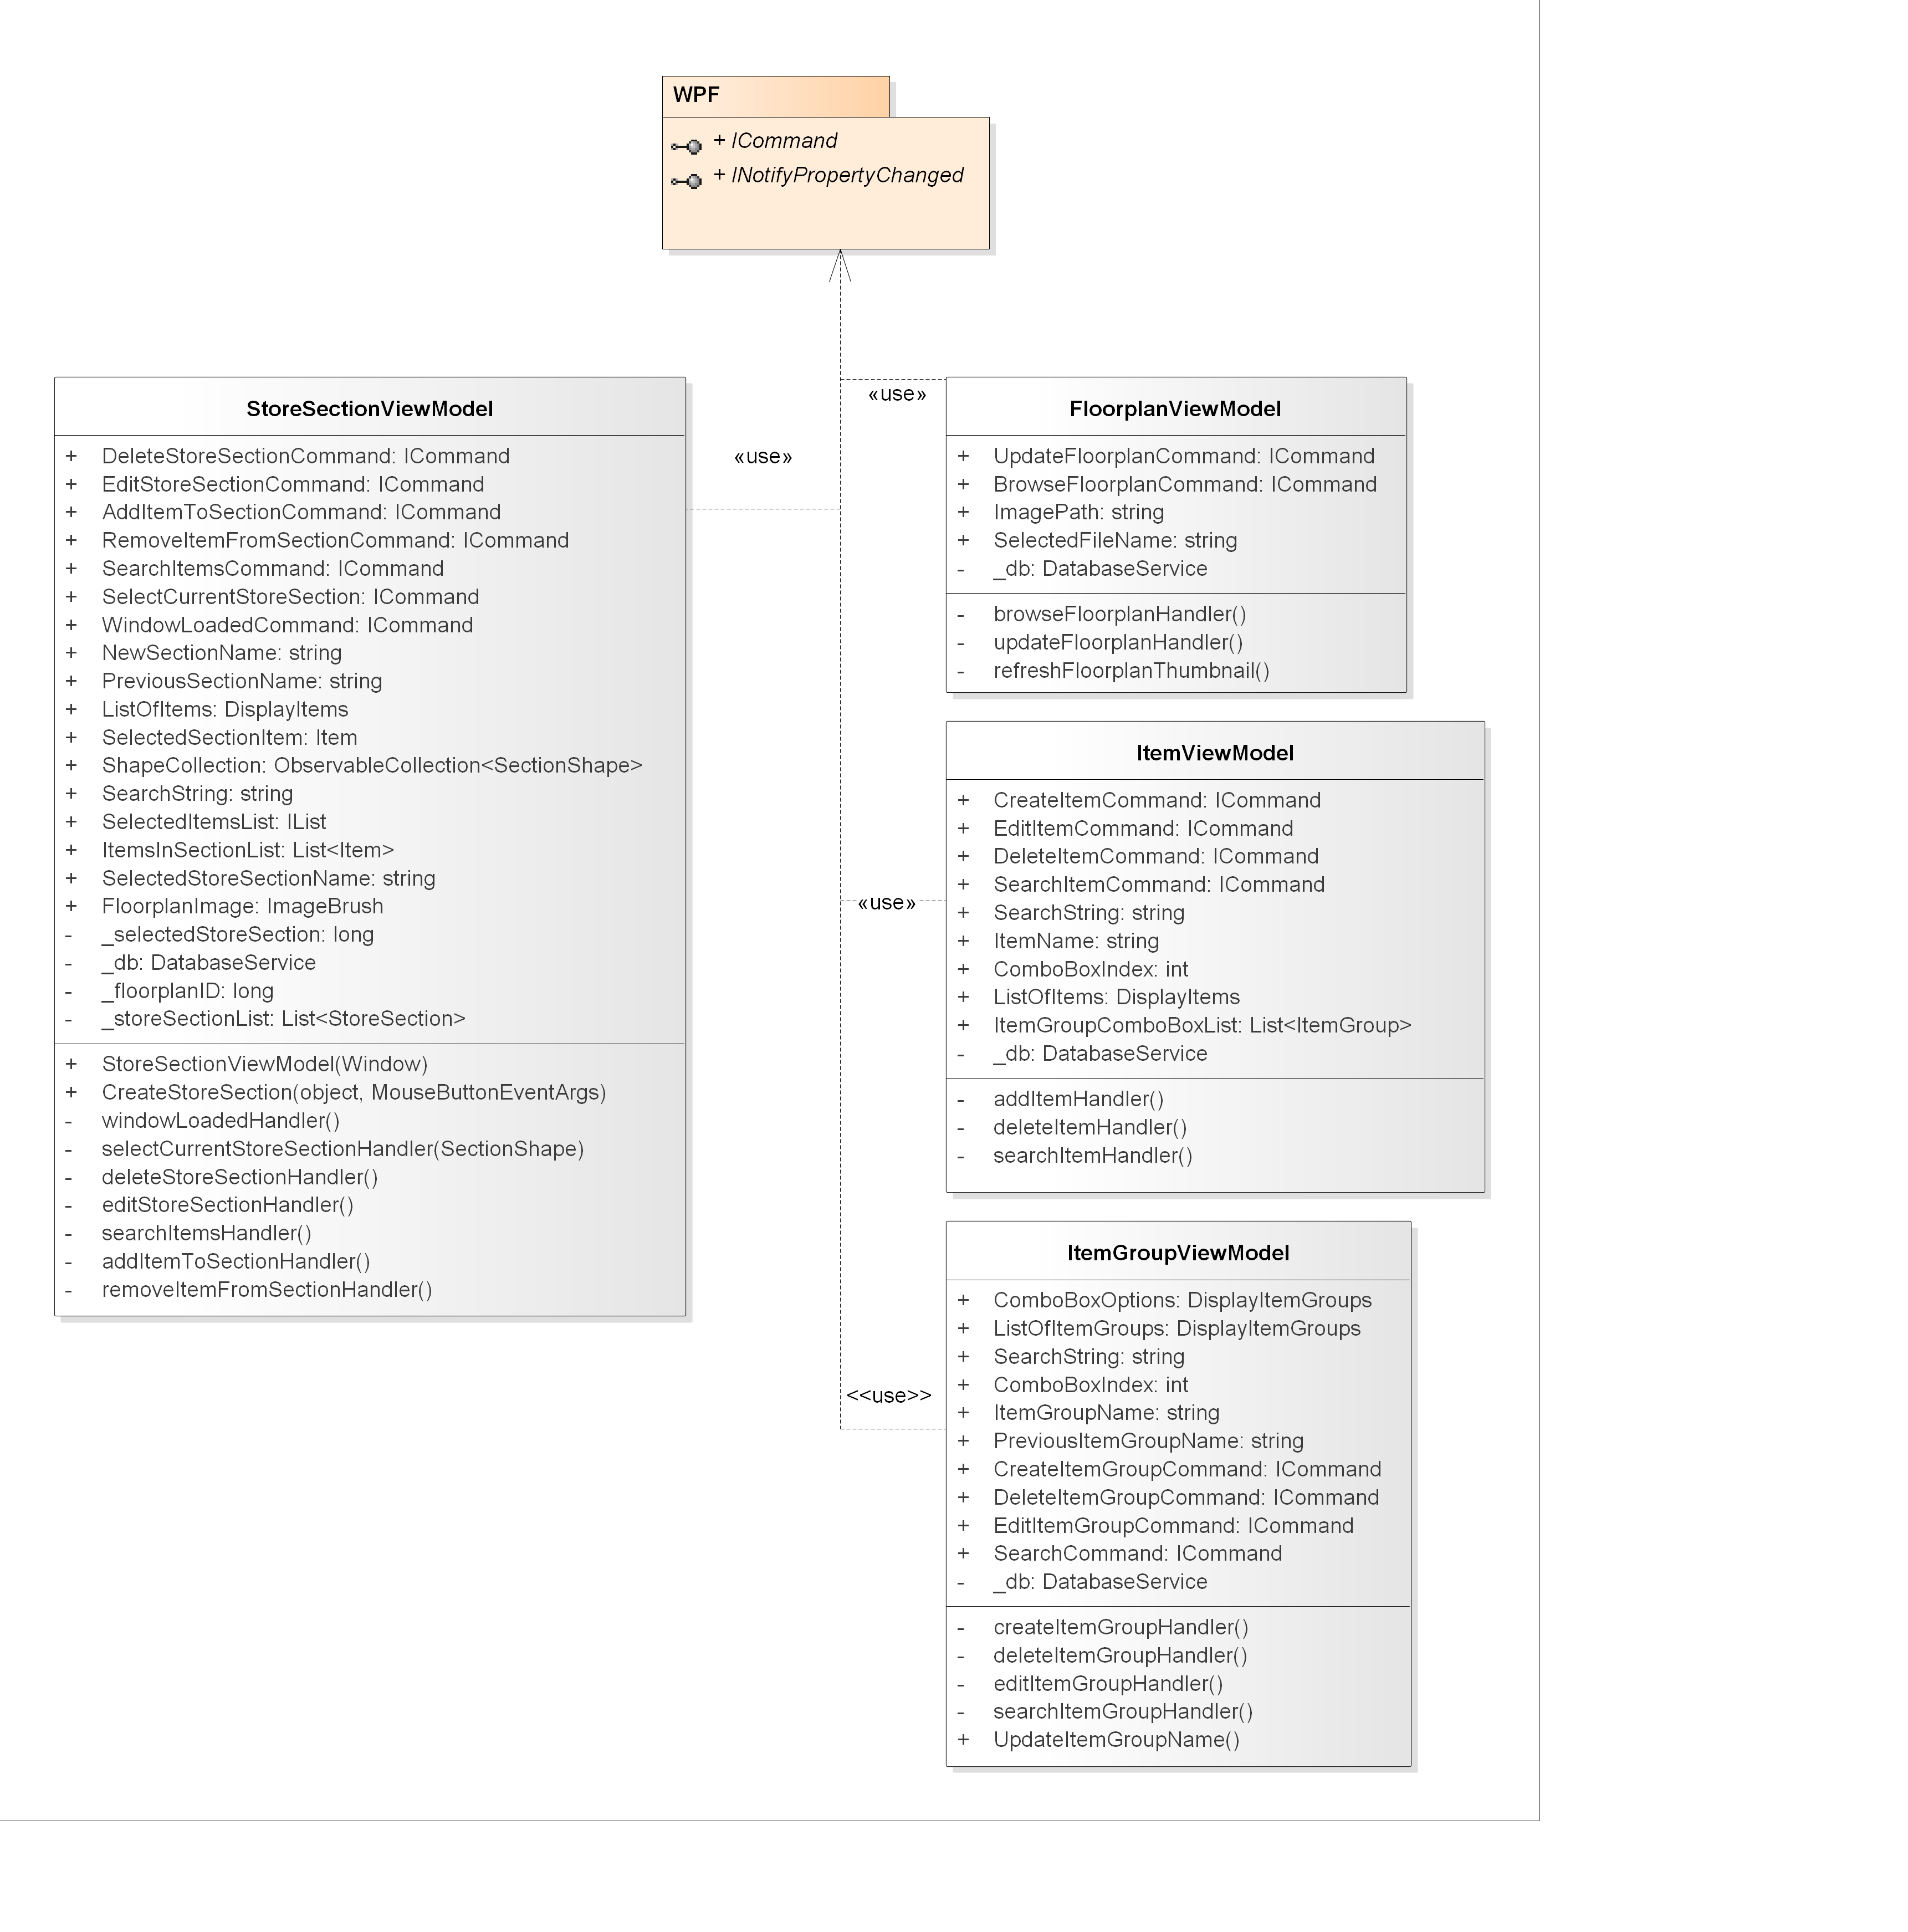 WPF
+ ICommand
+ INotifyPropertyChanged
StoreSectionViewModel
+ DeleteStoreSectionCommand: ICommand
+ EditStoreSectionCommand: ICommand
+ AddItemToSectionCommand: ICommand
+ RemoveItemFromSectionCommand: ICommand
+ SearchItemsCommand: ICommand
+ SelectCurrentStoreSection: ICommand
+ WindowLoadedCommand: ICommand
+ NewSectionName: string
+ PreviousSectionName: string
+ ListOfItems: DisplayItems
+ SelectedSectionItem: Item
+ ShapeCollection: ObservableCollection<SectionShape>
+ SearchString: string
+ SelectedItemsList: IList
+ ItemsInSectionList: List<Item>
+ SelectedStoreSectionName: string
+ FloorplanImage: ImageBrush
- _selectedStoreSection: long
- _db: DatabaseService
- _floorplanID: long
- _storeSectionList: List<StoreSection>
+ StoreSectionViewModel(Window)
+ CreateStoreSection(object, MouseButtonEventArgs)
- windowLoadedHandler()
- selectCurrentStoreSectionHandler(SectionShape)
- deleteStoreSectionHandler()
- editStoreSectionHandler()
- searchItemsHandler()
- addItemToSectionHandler()
- removeItemFromSectionHandler()
«use»
«use»
FloorplanViewModel
+ UpdateFloorplanCommand: ICommand
+ BrowseFloorplanCommand: ICommand
+ ImagePath: string
+ SelectedFileName: string
- _db: DatabaseService
- browseFloorplanHandler()
- updateFloorplanHandler()
- refreshFloorplanThumbnail()
«use»
ItemViewModel
+ CreateItemCommand: ICommand
+ EditItemCommand: ICommand
+ DeleteItemCommand: ICommand
+ SearchItemCommand: ICommand
+ SearchString: string
+ ItemName: string
+ ComboBoxIndex: int
+ ListOfItems: DisplayItems
+ ItemGroupComboBoxList: List<ItemGroup>
- _db: DatabaseService
- addItemHandler()
- deleteItemHandler()
- searchItemHandler()
<<use>>
ItemGroupViewModel
+ ComboBoxOptions: DisplayItemGroups
+ ListOfItemGroups: DisplayItemGroups
+ SearchString: string
+ ComboBoxIndex: int
+ ItemGroupName: string
+ PreviousItemGroupName: string
+ CreateItemGroupCommand: ICommand
+ DeleteItemGroupCommand: ICommand
+ EditItemGroupCommand: ICommand
+ SearchCommand: ICommand
- _db: DatabaseService
- createItemGroupHandler()
- deleteItemGroupHandler()
- editItemGroupHandler()
- searchItemGroupHandler()
+ UpdateItemGroupName()